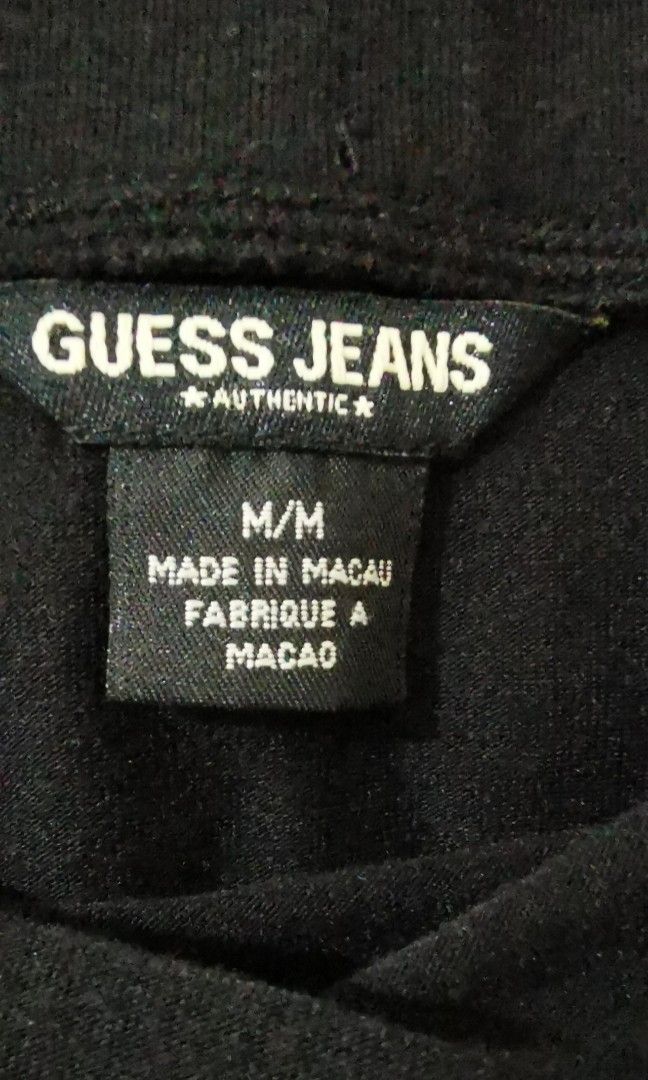 GUESS JEANS
★AUTHENTIC★
M/M
MADE IN MACAU
FABRIQUE A
MACAO